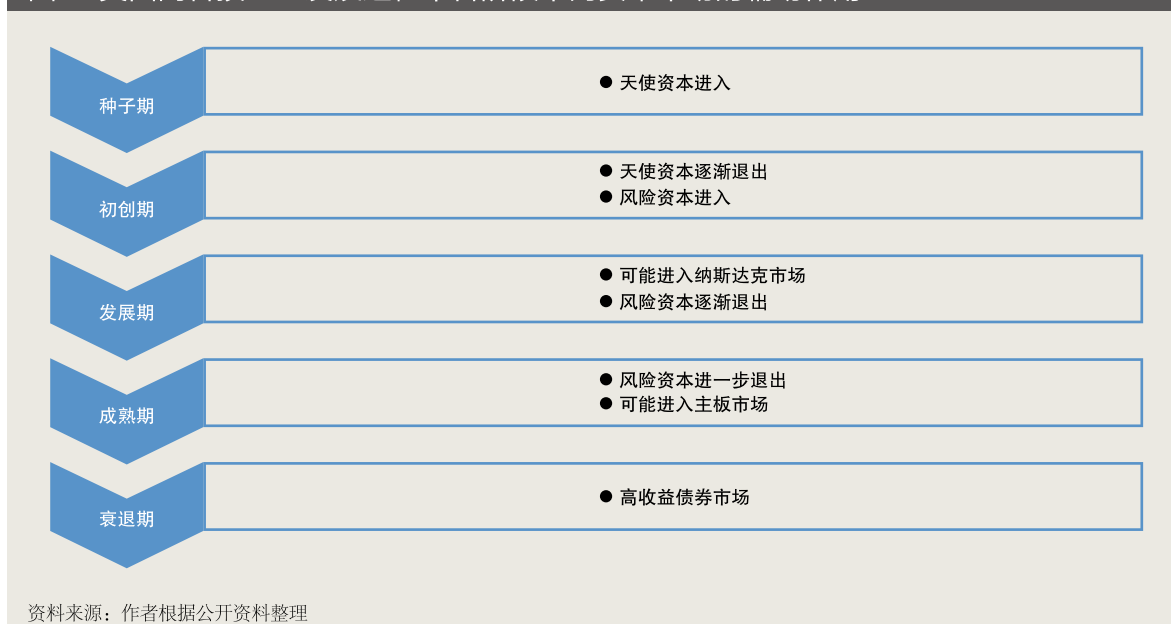 种子期
天使资本进入
初创期
天使资本逐渐退出
风险资本进入
发展期
可能进入纳斯达克市场
风险资本逐渐退出
成熟期
风险资本进一步退出
可能进入主板市场
衰退期
高收益债券市场
资料来源：作者根据公开资料整理